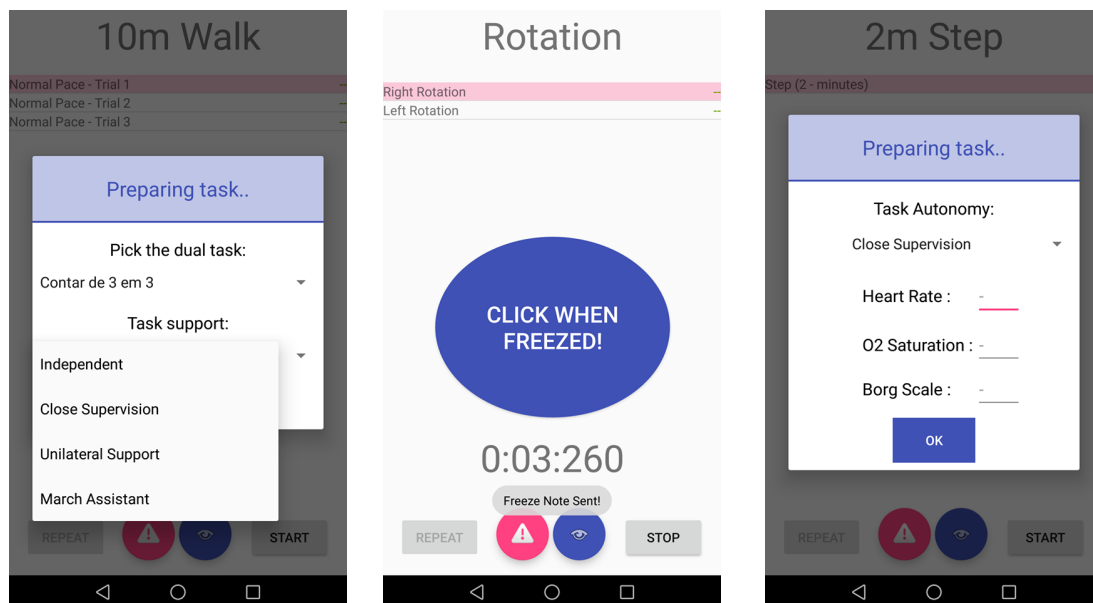 10m Walk
Normal Pace - Trial 1 --
Normal Pace - Trial 2 --
Normal Pace - Trial 3 --
Preparing task..
Pick the dual task:
Contar de 3 em 3
Task support:
Independent
Close Supervision
Unilateral Support
March Assistant
REPEAT START
Rotation
Right Rotation --
Left Rotation --
CLICK WHEN
FREEZED!
0:03:260
Freeze Note Sent!
REPEAT STOP
2m Step
Step (2 - minutes) --
Preparing task..
Task Autonomy:
Close Supervision
Heart Rate : -
O2 Saturation : -
Borg Scale : -
OK
REPEAT START